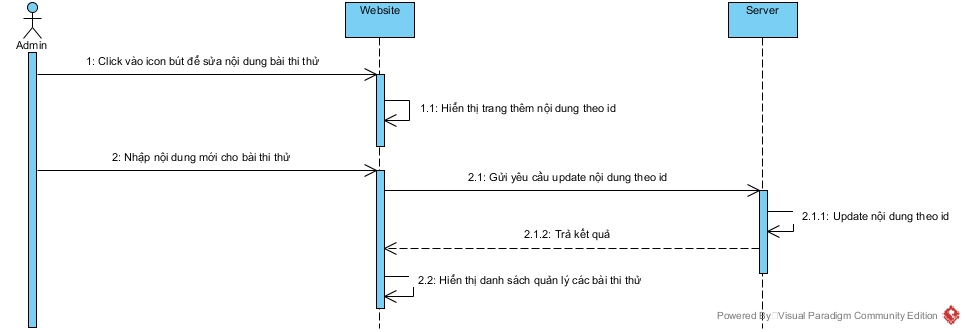 Website
Server
Admin
1: Click vào icon bút để sửa nội dung bài thi thử
1.1: Hiển thị trang thêm nội dung theo id
2: Nhập nội dung mới cho bài thi thử
2.1: Gửi yêu cầu update nội dung theo id
2.1.1: Update nội dung theo id
2.1.2: Trả kết quả
2.2: Hiển thị danh sách quản lý các bài thi thử
Powered By Visual Paradigm Community Edition